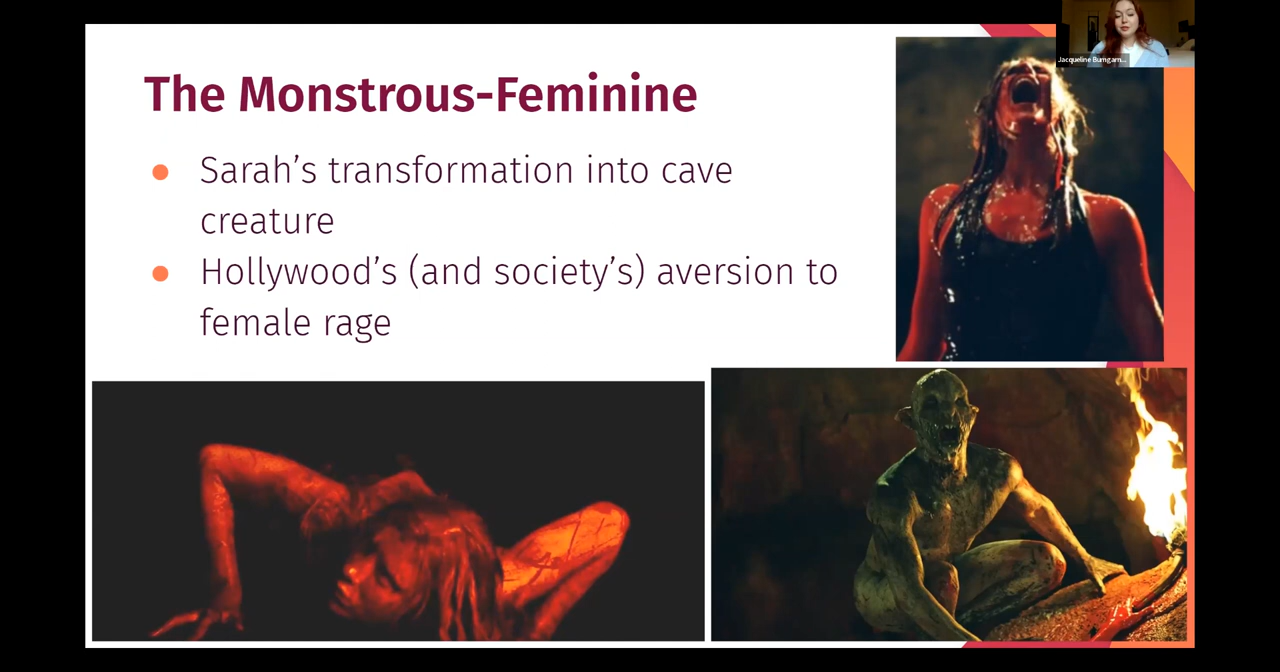 Jacqueline Bumgarn...
The Monstrous-Feminine
● Sarah’s transformation into cave
creature
● Hollywood’s (and society’s) aversion to
female rage